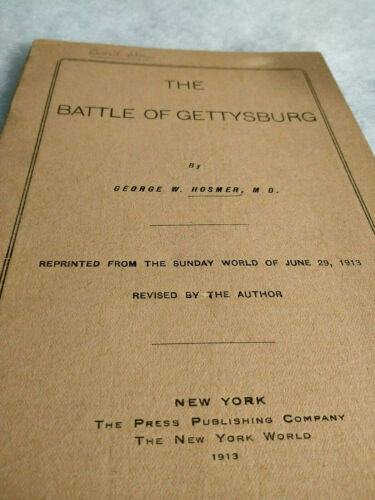 THE
BATTLE OF GETTYSBURG
By
GEORGE W. HOSMER, M. D.
REPRINTED FROM THE SUNDAY WORLD OF JUNE 29, 1913
REVISED BY THE AUTHOR
NEW YORK
THE PRESS PUBLISHING COMPANY
THE NEW YORK WORLD
1913